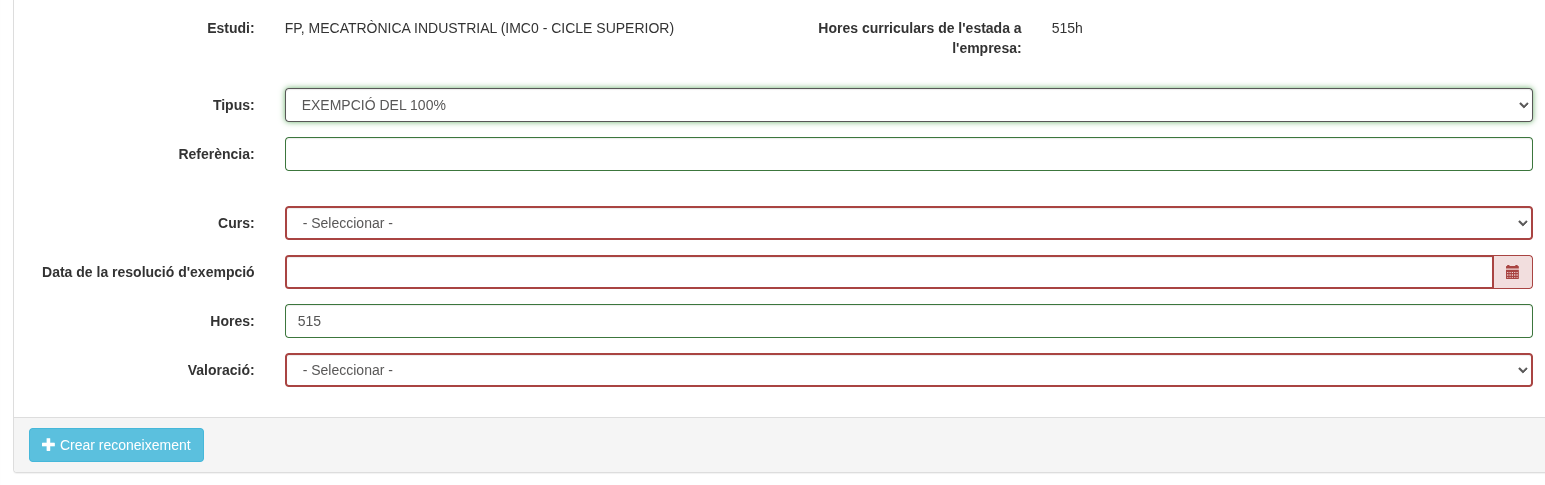 Estudi: FP, MECATRÒNICA INDUSTRIAL (IMC0 - CICLE SUPERIOR) Hores curriculars de l'estada a 515h
l'empresa:
Tipus: EXEMPCIÓ DEL 100%
Referència:
Curs: - Seleccionar -
Data de la resolució d'exempció
Hores: 515
Valoració: - Seleccionar -
Crear reconeixement